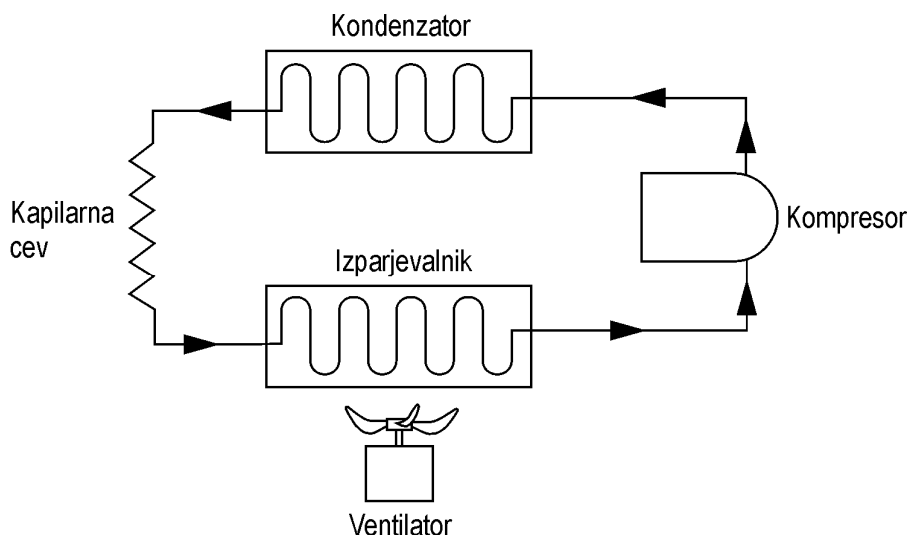 Kondenzator
Kapilarna
cev
Kompresor
Izparjevalnik
Ventilator